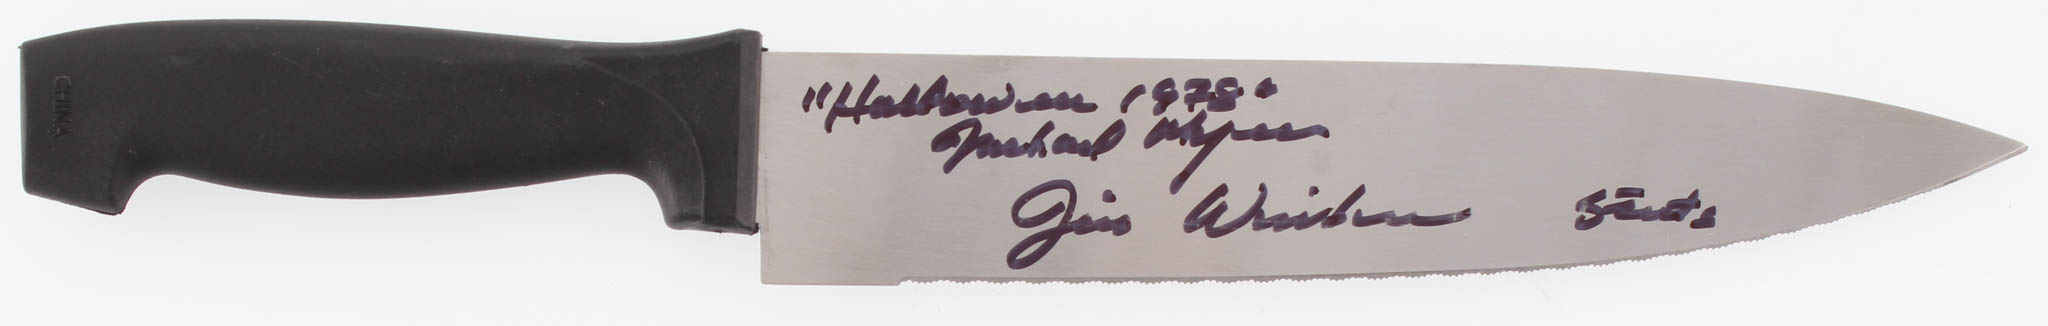 CHINA
"Halloween 1978"
Michael Myers
Jim Winburn Stunts